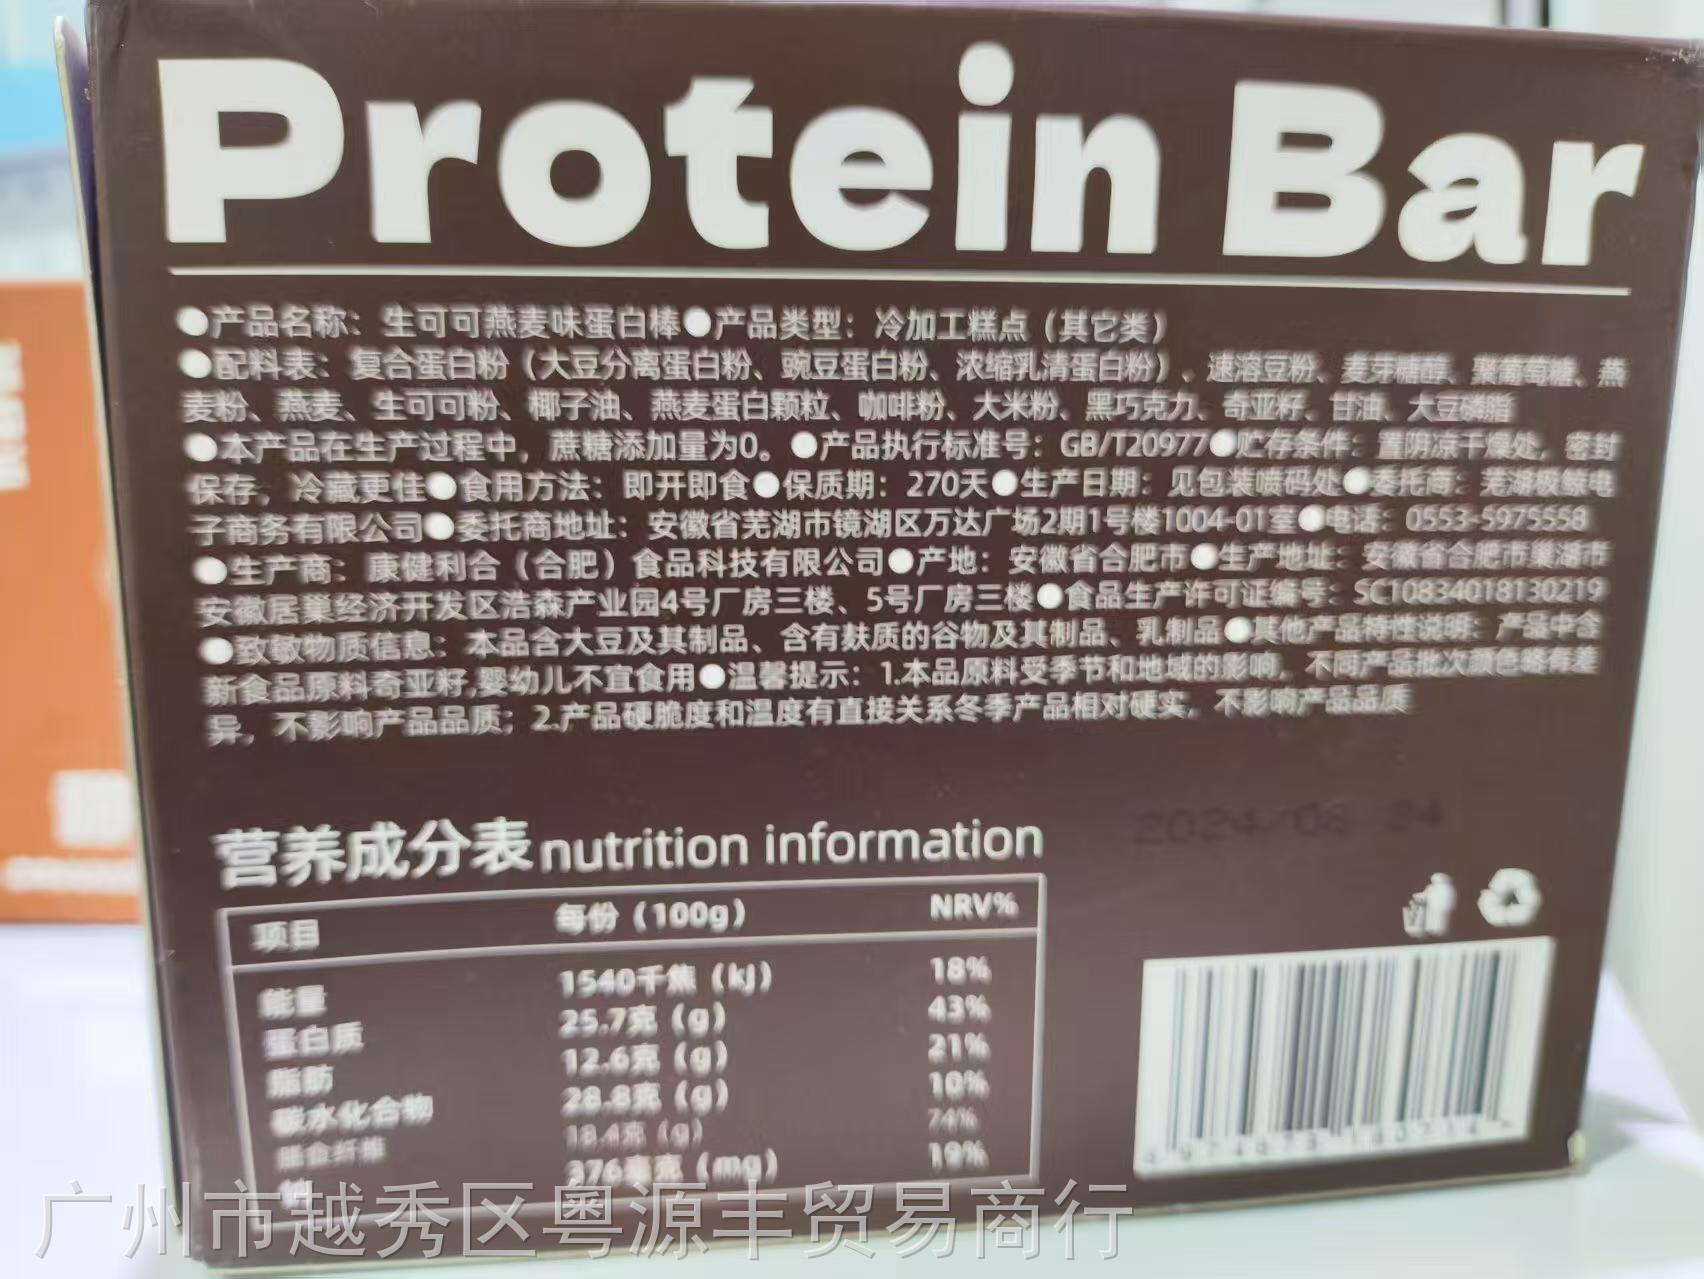 Protein Bar
●产品名称：生可可燕麦味蛋白棒●产品类型：冷加工糕点（其它类）
●配料表：复合蛋白粉（大豆分离蛋白粉、豌豆蛋白粉、浓缩乳清蛋白粉）、速溶豆粉、麦芽糖醇、聚葡萄糖、燕
麦粉、燕麦、生可可粉、椰子油、燕麦蛋白颗粒、咖啡粉、大米粉、黑巧克力、奇亚籽、甘油、大豆磷脂
●本产品在生产过程中，蔗糖添加量为0。●产品执行标准号：GB/T20977●贮存条件：置阴凉干燥处，密封
保存，冷藏更佳●食用方法：即开即食●保质期：270天●生产日期：见包装喷码处●委托商：芜湖极鲸电
子商务有限公司●委托商地址：安徽省芜湖市镜湖区万达广场2期1号楼1004-01室●电话：0553-5975558
●生产商：康健利合（合肥）食品科技有限公司●产地：安徽省合肥市●生产地址：安徽省合肥市巢湖市
安徽居巢经济开发区浩森产业园4号厂房三楼、5号厂房三楼●食品生产许可证编号：SC10834018130219
●致敏物质信息：本品含大豆及其制品、含有麸质的谷物及其制品、乳制品●其他产品特性说明：产品中含
新食品原料奇亚籽,婴幼儿不宜食用●温馨提示：1.本品原料受季节和地域的影响，不同产品批次颜色略有差
异，不影响产品品质；2.产品硬脆度和温度有直接关系冬季产品相对硬实，不影响产品品质
2024/08 24
营养成分表nutrition information
项目 每份（100g） NRV%
能量 1540千焦（kJ） 18%
蛋白质 25.7克（g） 43%
脂肪 12.6克（g） 21%
碳水化合物 28.8克（g） 10%
膳食纤维 18.4克（g） 74%
钠 376毫克（mg） 19%
广州市越秀区粤源丰贸易商行